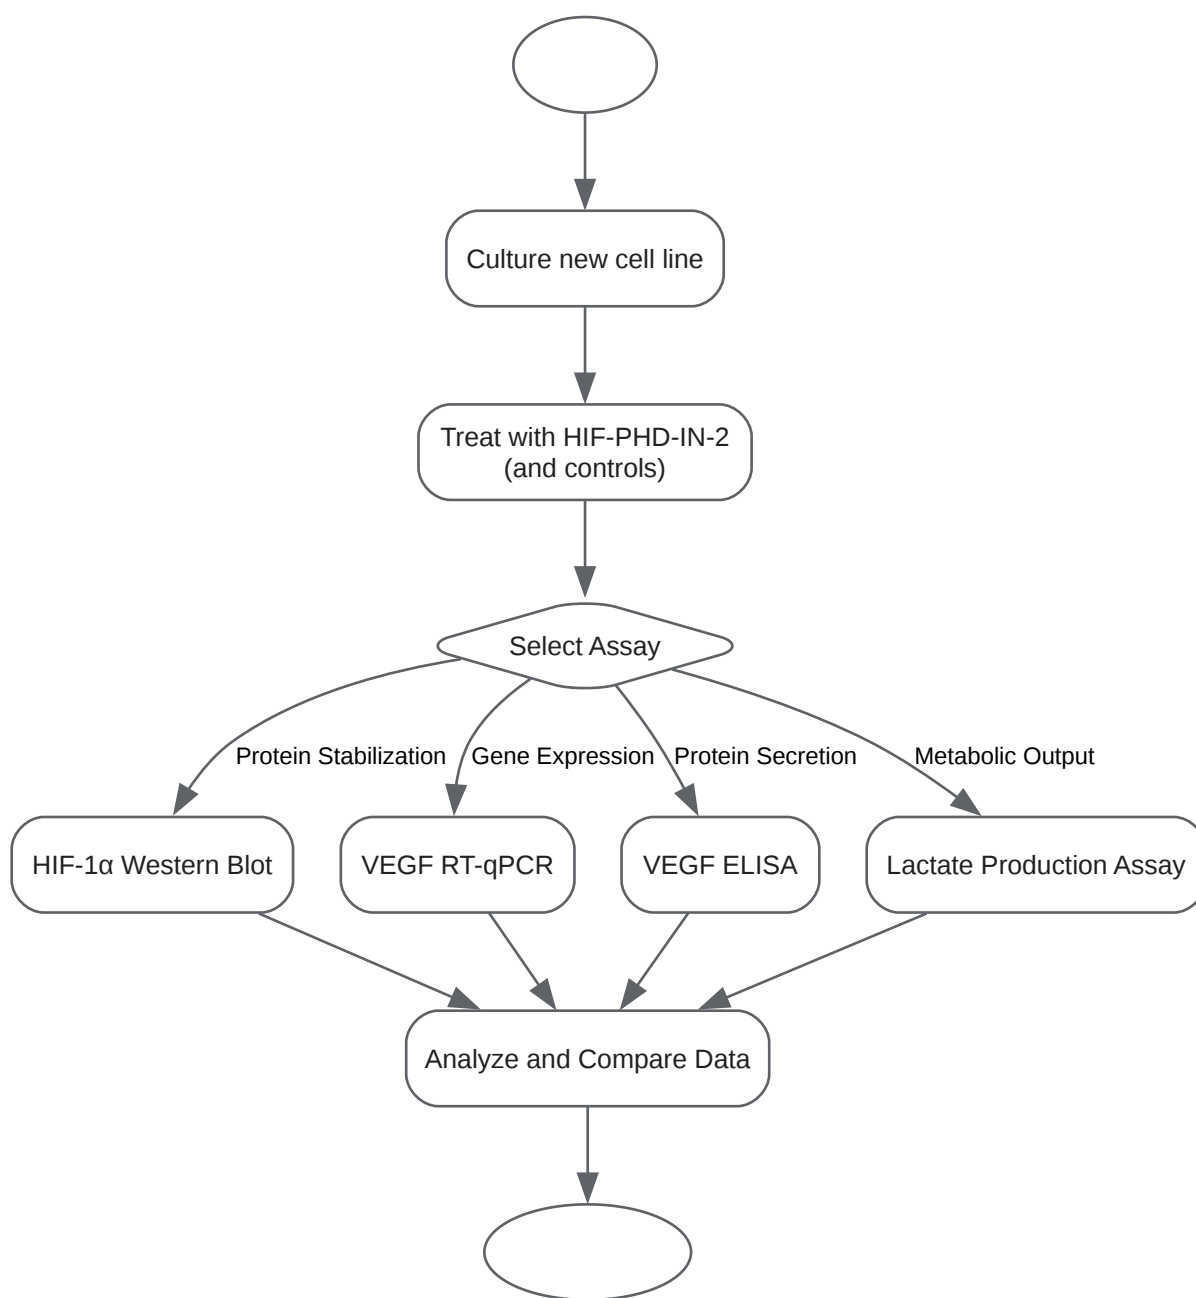 Culture new cell line
Treat with HIF-PHD-IN-2
(and controls)
Select Assay
Protein Stabilization
Gene Expression
Protein Secretion
Metabolic Output
HIF-1α Western Blot
VEGF RT-qPCR
VEGF ELISA
Lactate Production Assay
Analyze and Compare Data